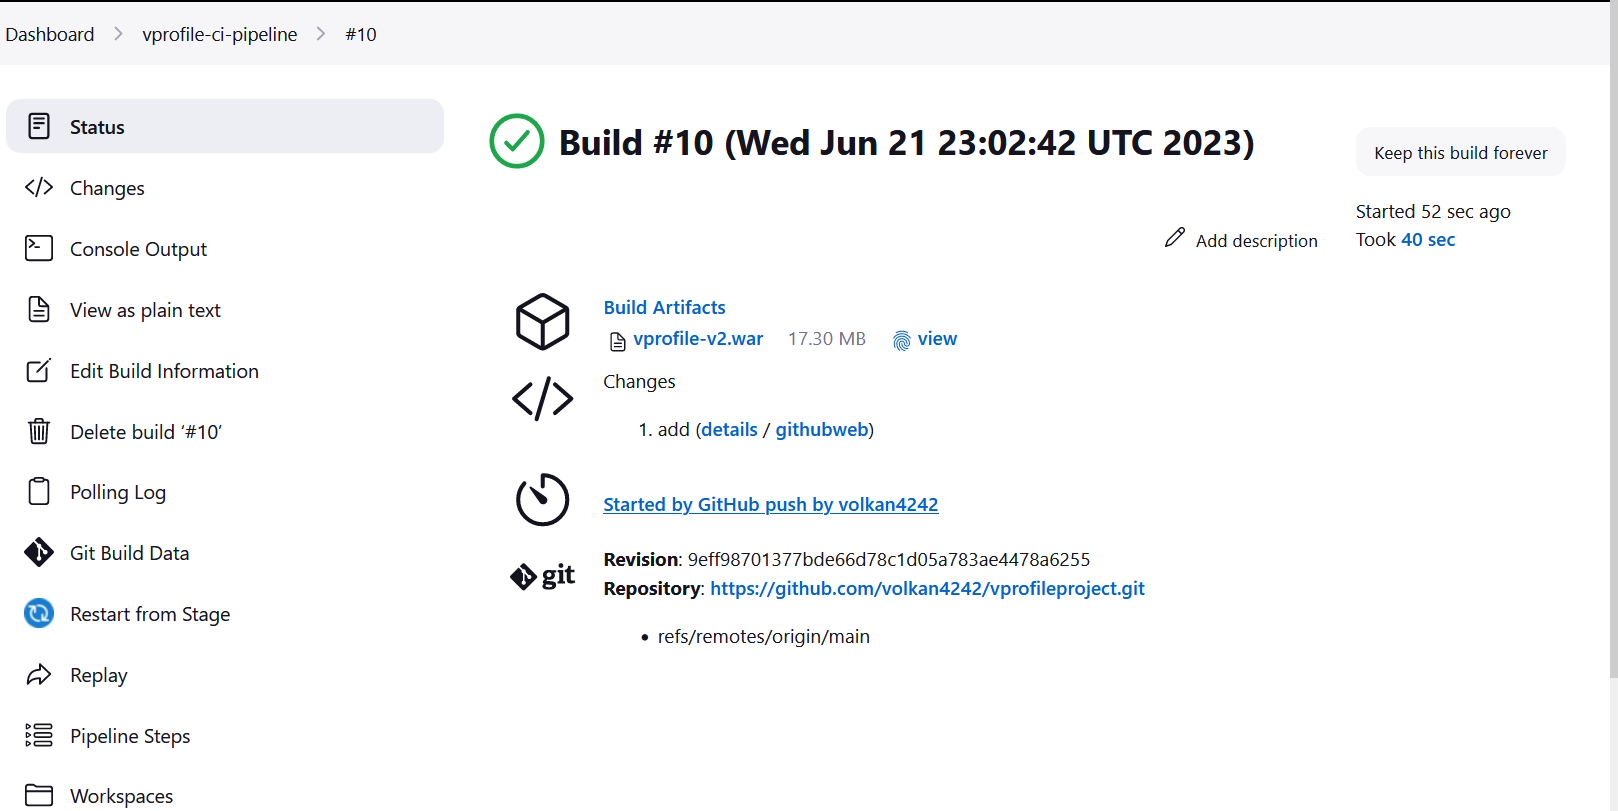 Dashboard > vprofile-ci-pipeline > #10
Status
Changes
Console Output
View as plain text
Edit Build Information
Delete build ‘#10’
Polling Log
Git Build Data
Restart from Stage
Replay
Pipeline Steps
Workspaces
Build #10 (Wed Jun 21 23:02:42 UTC 2023)
Keep this build forever
Started 52 sec ago
Took 40 sec
Add description
Build Artifacts
vprofile-v2.war 17.30 MB view
</> Changes
1. add (details / githubweb)
Started by GitHub push by volkan4242
git
Revision: 9eff98701377bde66d78c1d05a783ae4478a6255
Repository: https://github.com/volkan4242/vprofileproject.git
• refs/remotes/origin/main